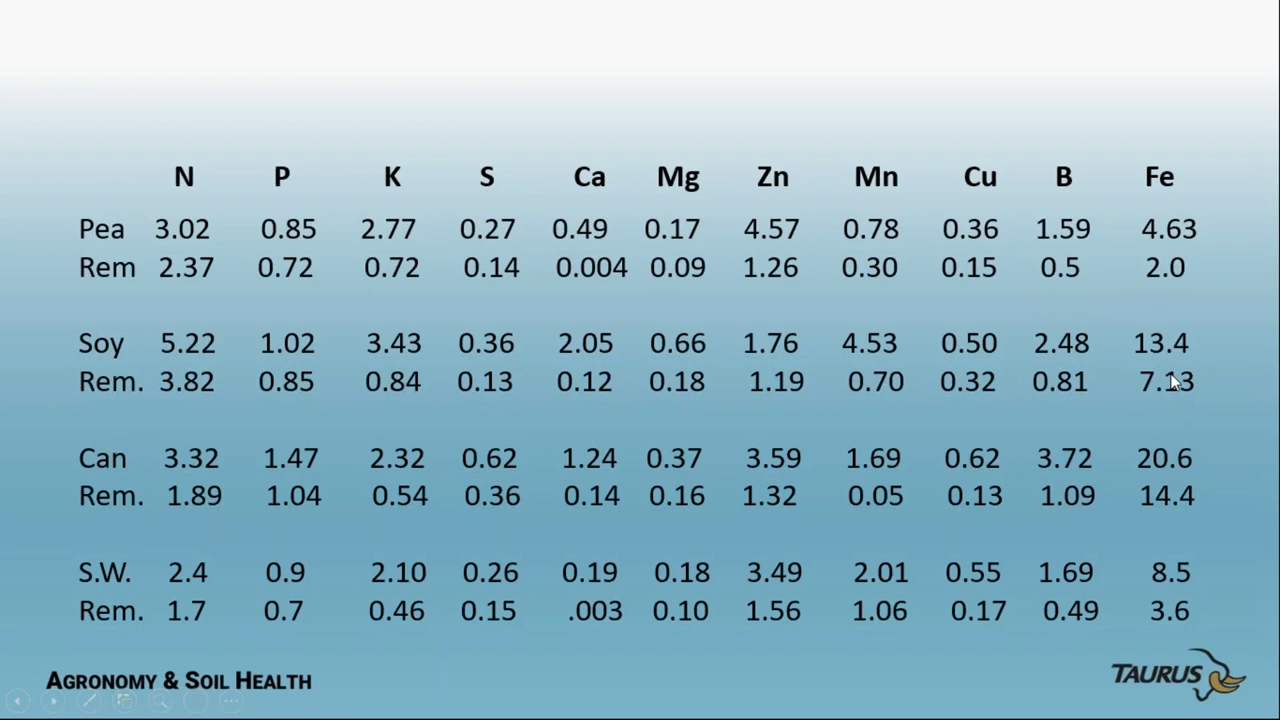 N P K S Ca Mg Zn Mn Cu B Fe
Pea 3.02 0.85 2.77 0.27 0.49 0.17 4.57 0.78 0.36 1.59 4.63
Rem 2.37 0.72 0.72 0.14 0.004 0.09 1.26 0.30 0.15 0.5 2.0
Soy 5.22 1.02 3.43 0.36 2.05 0.66 1.76 4.53 0.50 2.48 13.4
Rem. 3.82 0.85 0.84 0.13 0.12 0.18 1.19 0.70 0.32 0.81 7.13
Can 3.32 1.47 2.32 0.62 1.24 0.37 3.59 1.69 0.62 3.72 20.6
Rem. 1.89 1.04 0.54 0.36 0.14 0.16 1.32 0.05 0.13 1.09 14.4
S.W. 2.4 0.9 2.10 0.26 0.19 0.18 3.49 2.01 0.55 1.69 8.5
Rem. 1.7 0.7 0.46 0.15 .003 0.10 1.56 1.06 0.17 0.49 3.6
AGRONOMY & SOIL HEALTH
TAURUS